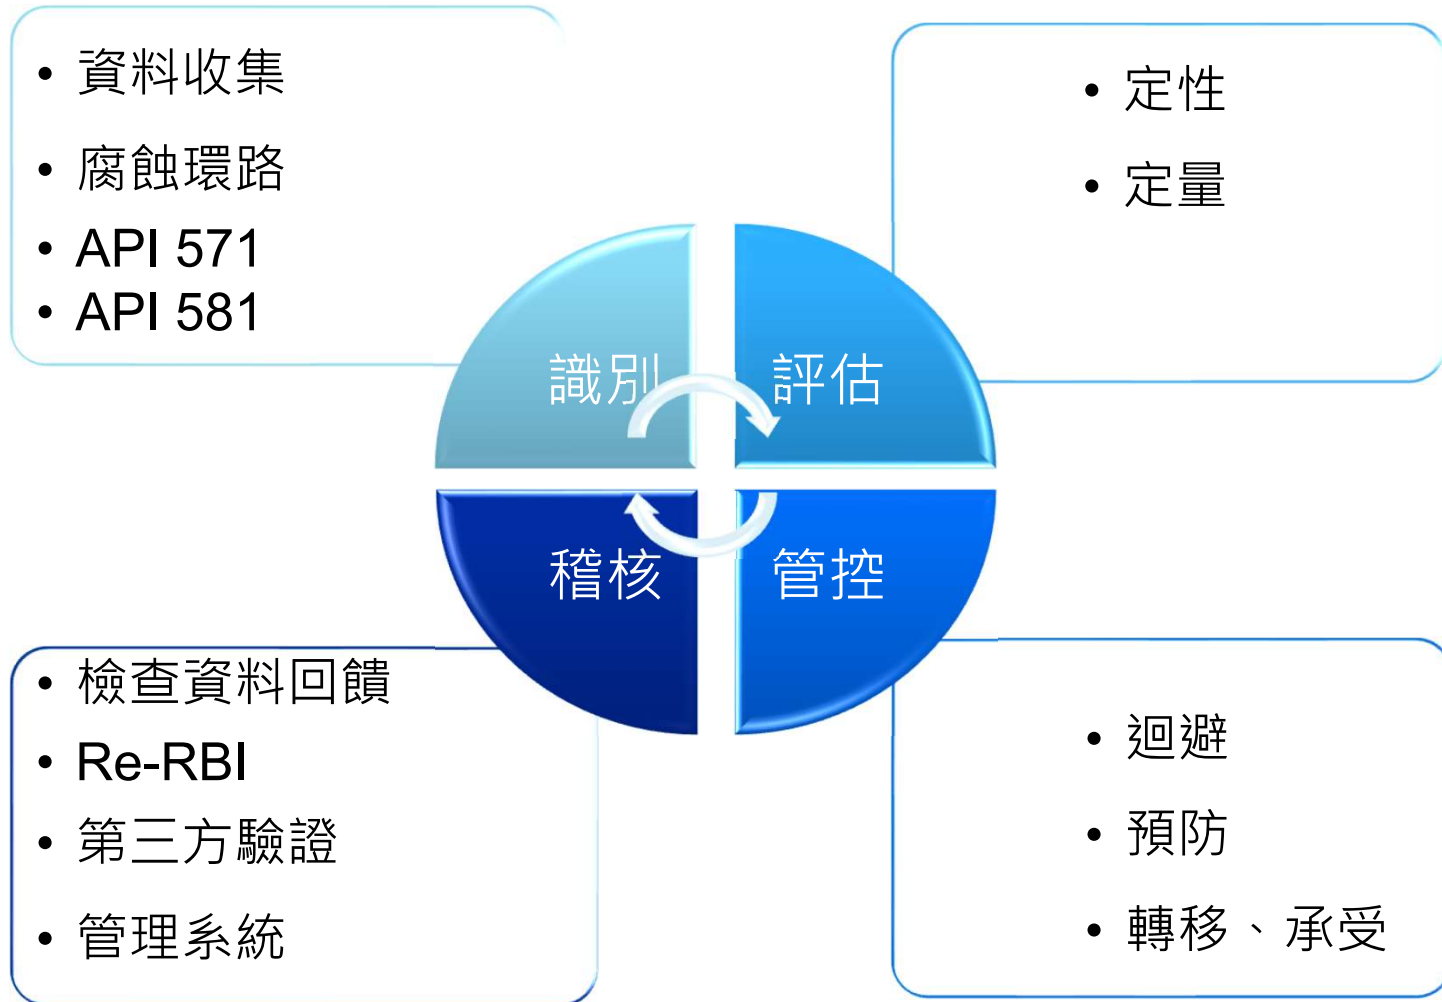 資料收集
腐蝕環路
API 571
API 581
定性
定量
識別
評估
稽核
管控
檢查資料回饋
Re-RBI
第三方驗證
管理系統
迴避
預防
轉移、承受